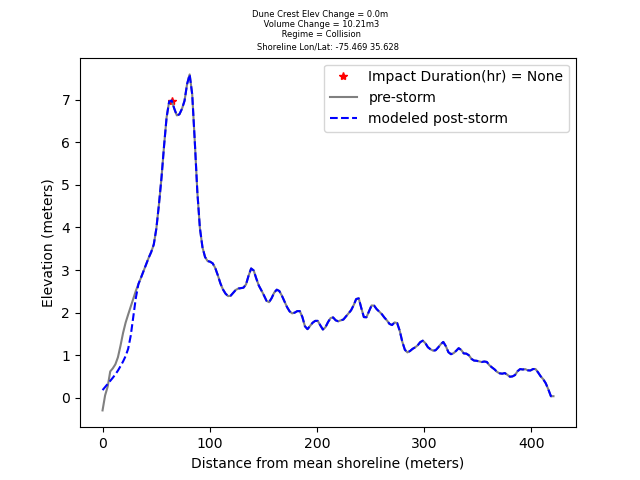 Dune Crest Elev Change = 0.0m
Volume Change = 10.21m3
Regime = Collision
Shoreline Lon/Lat: -75.469 35.628
Impact Duration(hr) = None
pre-storm
modeled post-storm
Elevation (meters)
7
6
5
4
3
2
1
0
0 100 200 300 400
Distance from mean shoreline (meters)